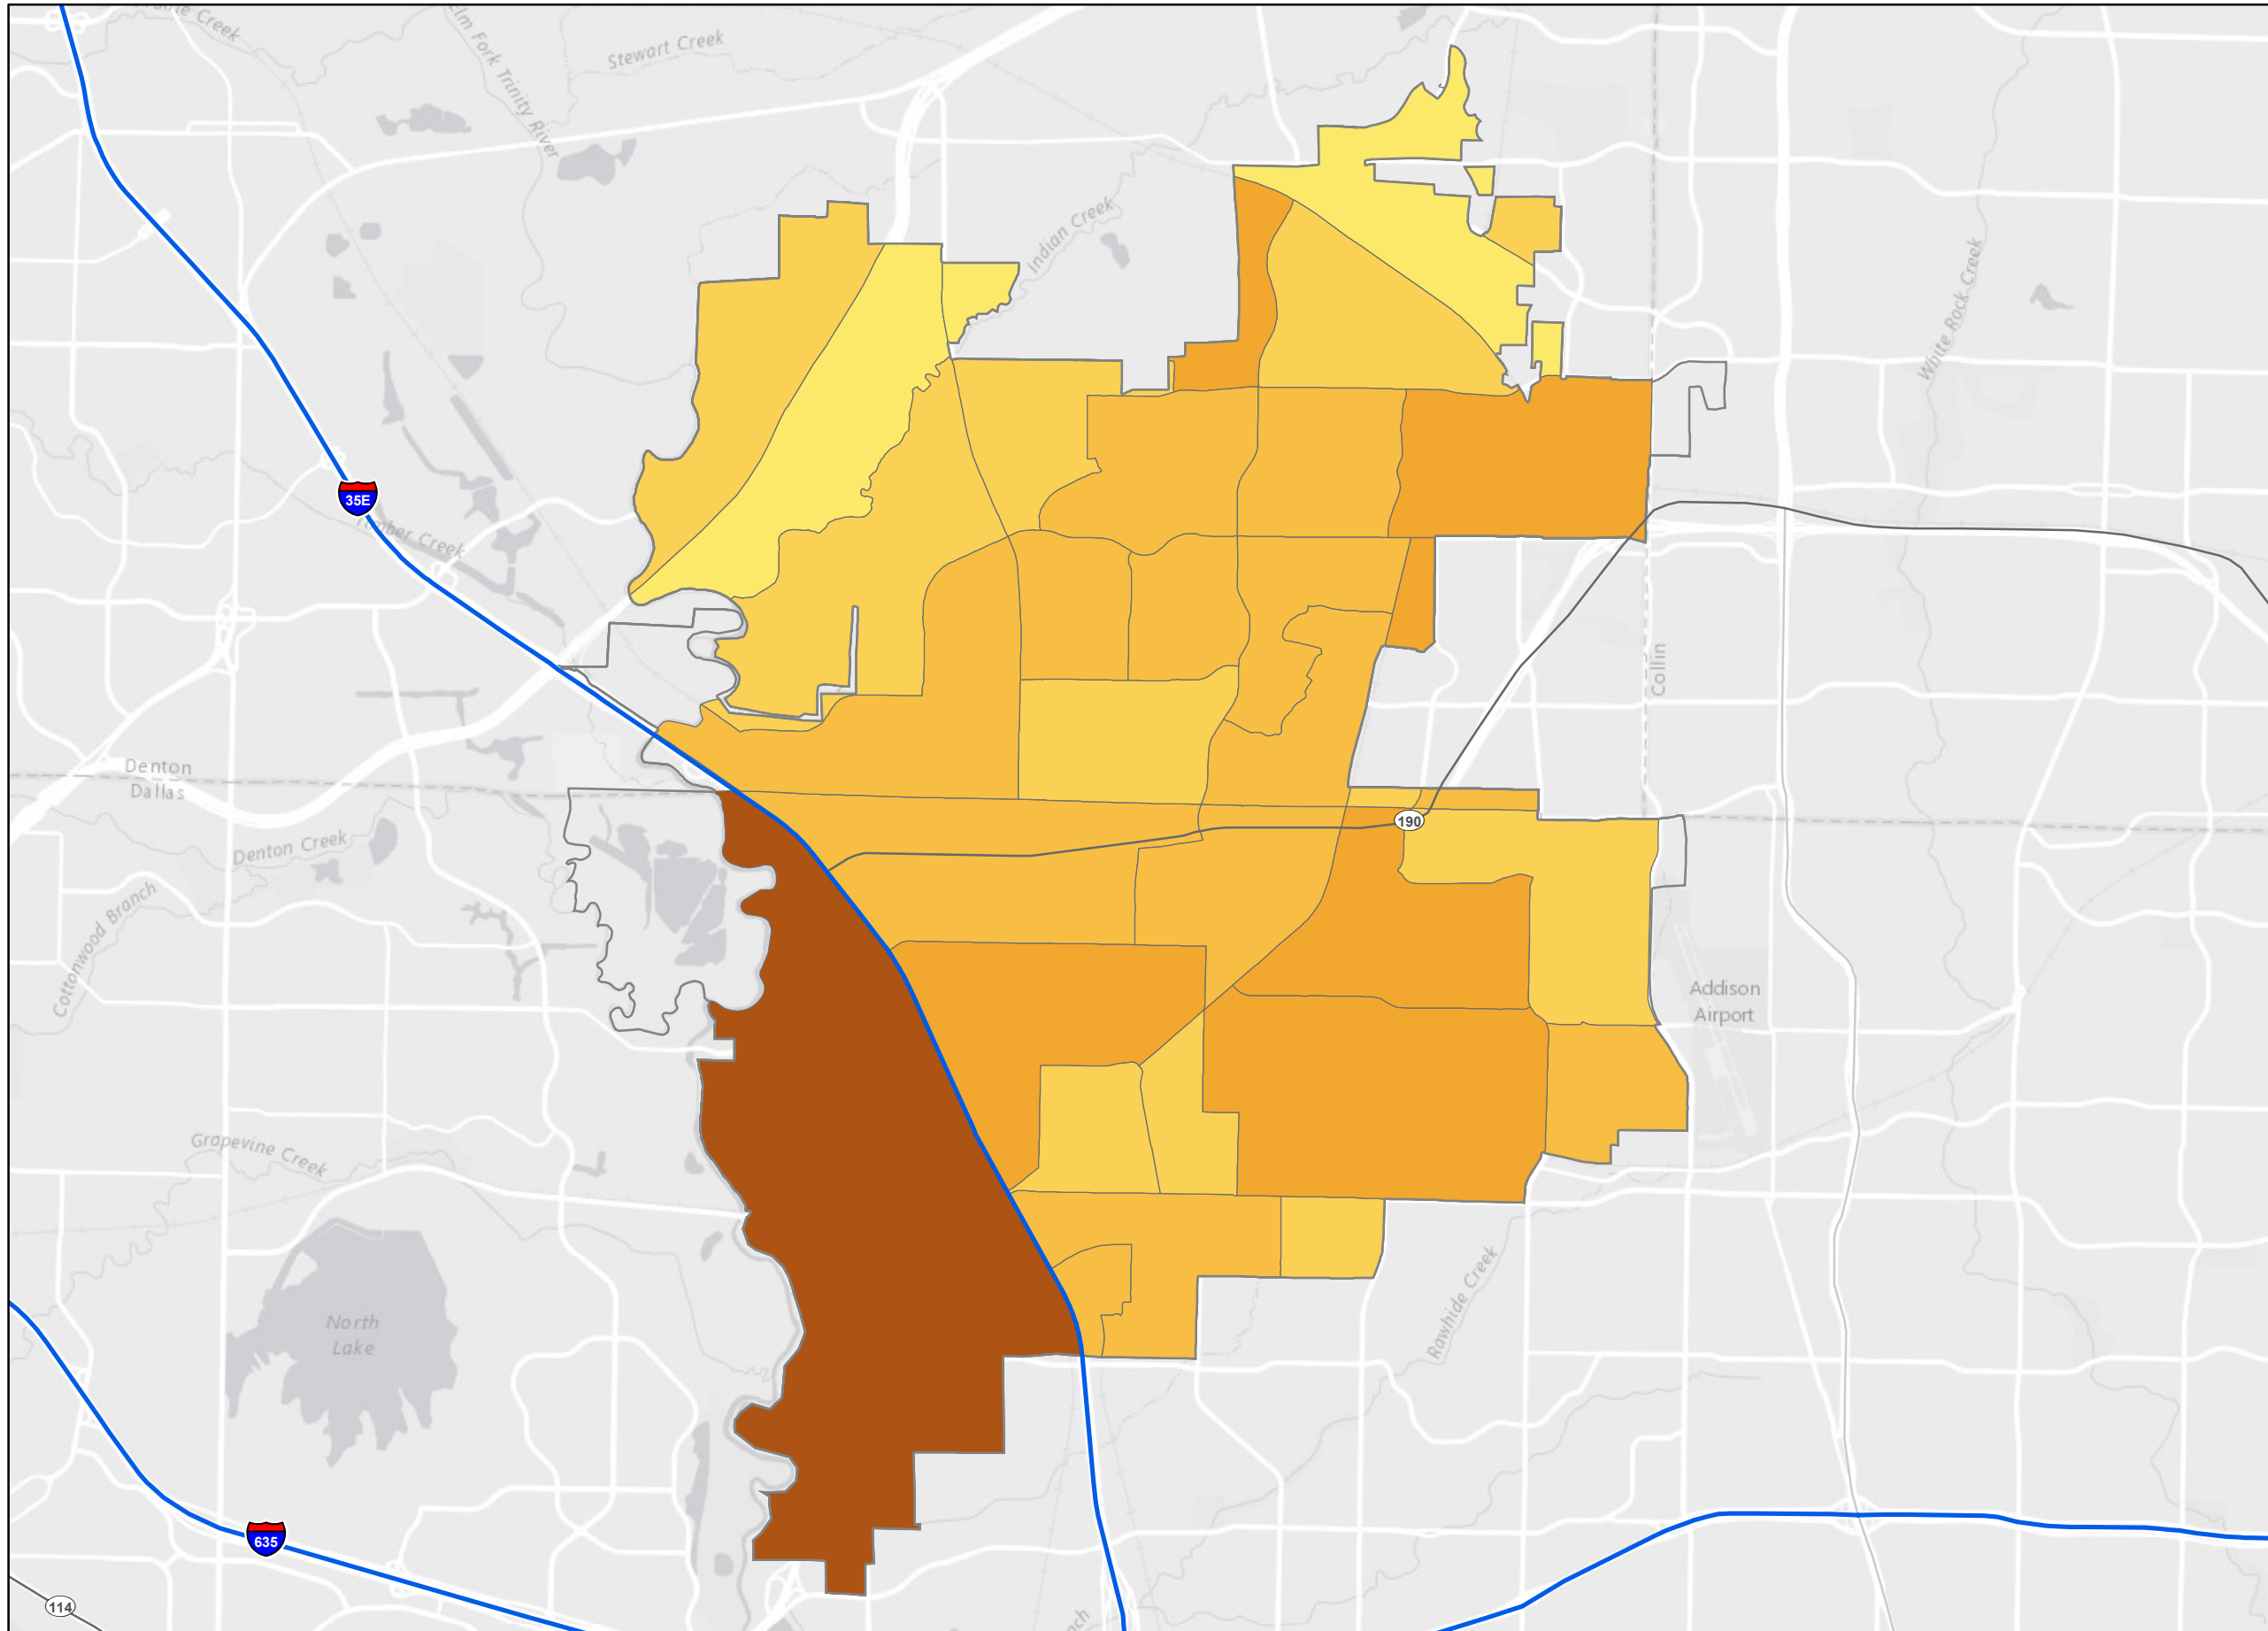 Stewart Creek
Elm Fork Trinity River
Indian Creek
White Rock Creek
35E
Timber Creek
Collin
Denton
Dallas
190
Denton Creek
Cottonwood Branch
Addison
Airport
Grapevine Creek
North
Lake
Rawhide Creek
635
114